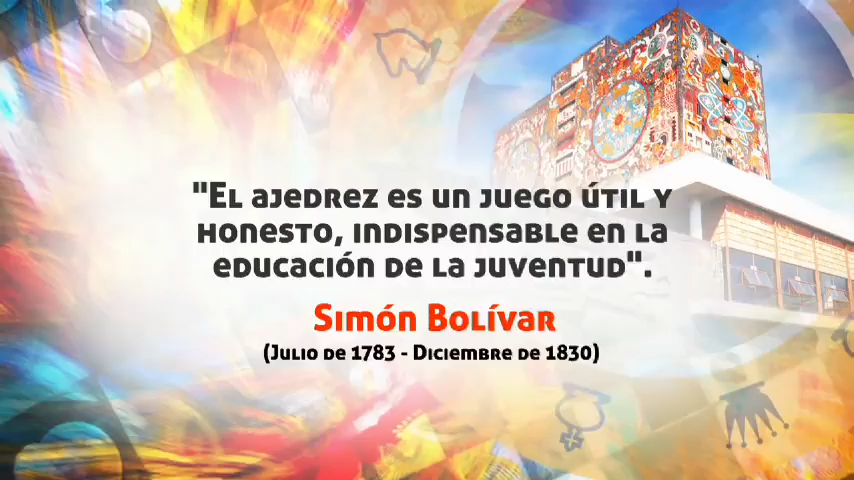 "El ajedrez es un juego útil y
honesto, indispensable en la
educación de la juventud".
Simón Bolívar
(Julio de 1783 - Diciembre de 1830)